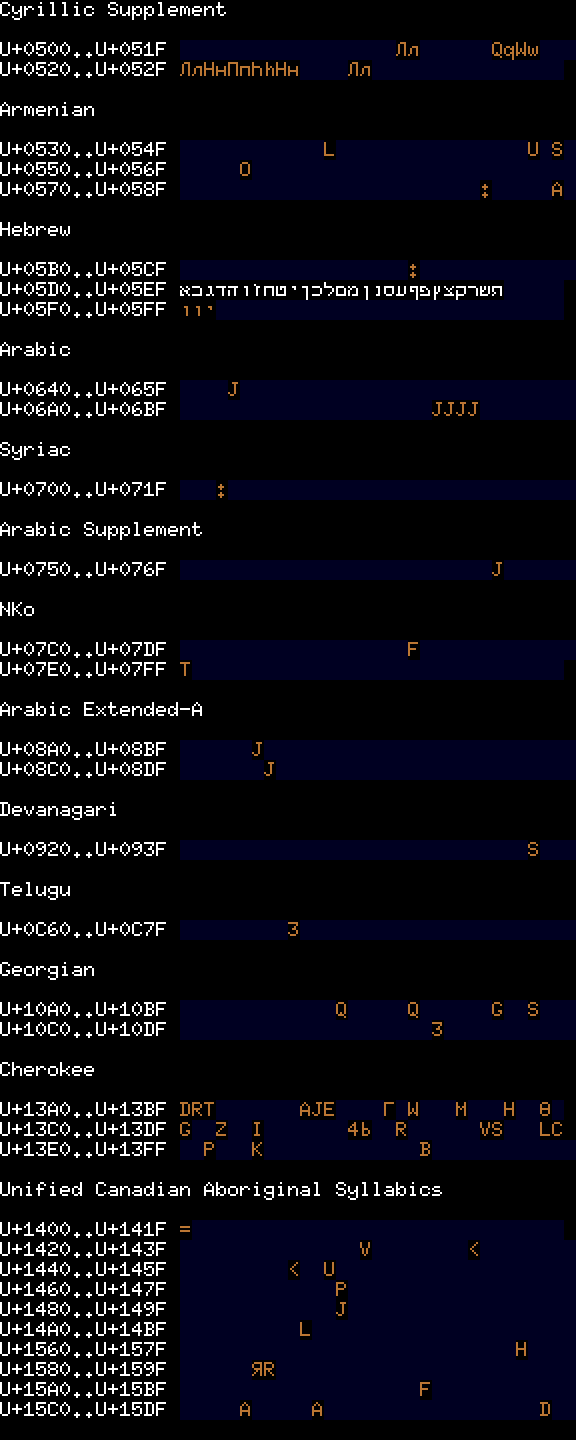 Cyrillic Supplement
U+0500..U+051F Лл QqWw
U+0520..U+052F ЛлНнПпҺһНн Лл
Armenian
U+0530..U+054F L U S
U+0550..U+056F O
U+0570..U+058F ‡ A
Hebrew
U+05B0..U+05CF ‡
U+05D0..U+05EF אבגדהוזחטיךכלםמןנסעףפץצקרשת
U+05F0..U+05FF װױײ
Arabic
U+0640..U+065F J
U+06A0..U+06BF JJJJ
Syriac
U+0700..U+071F ‡
Arabic Supplement
U+0750..U+076F J
NKo
U+07C0..U+07DF F
U+07E0..U+07FF T
Arabic Extended-A
U+08A0..U+08BF J
U+08C0..U+08DF J
Devanagari
U+0920..U+093F S
Telugu
U+0C60..U+0C7F 3
Georgian
U+10A0..U+10BF Q Q G S
U+10C0..U+10DF 3
Cherokee
U+13A0..U+13BF DRT AJE Γ W M H θ
U+13C0..U+13DF G Z I 4b R VS LC
U+13E0..U+13FF P K B
Unified Canadian Aboriginal Syllabics
U+1400..U+141F =
U+1420..U+143F V <
U+1440..U+145F < U
U+1460..U+147F P
U+1480..U+149F J
U+14A0..U+14BF L
U+1560..U+157F H
U+1580..U+159F ЯR
U+15A0..U+15BF F
U+15C0..U+15DF A A D